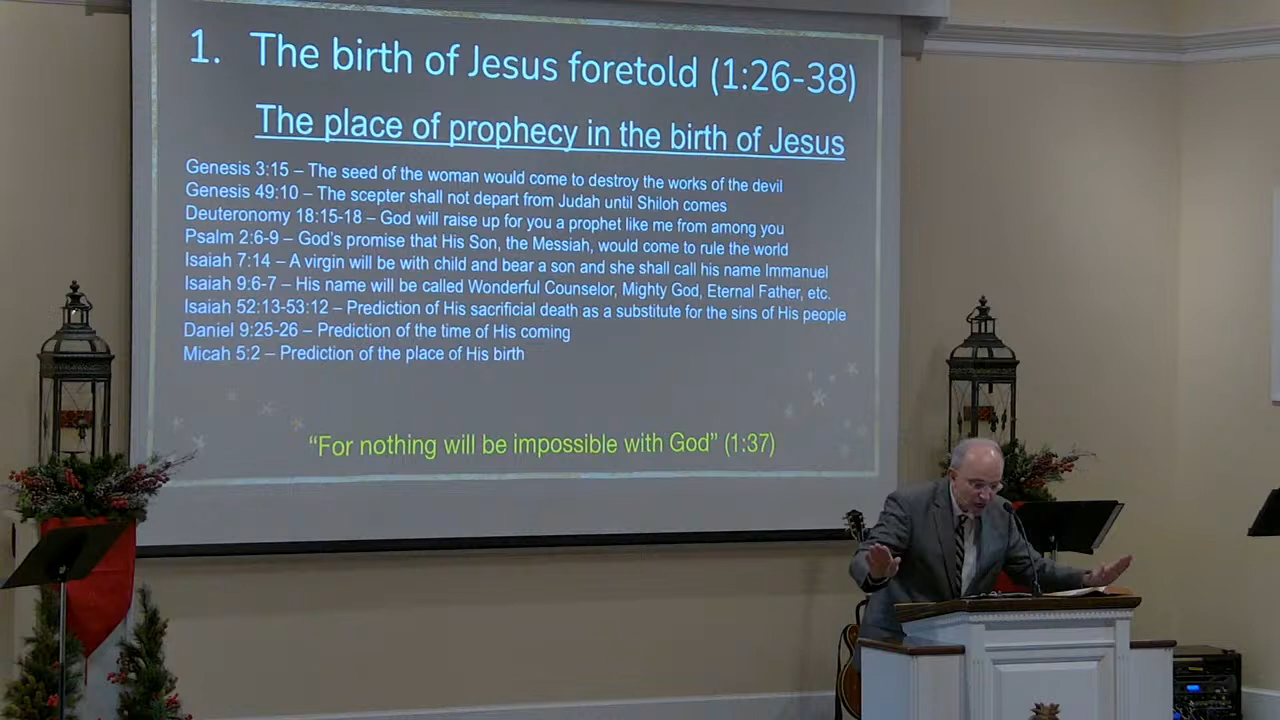 1. The birth of Jesus foretold (1:26-38)
The place of prophecy in the birth of Jesus
Genesis 3:15 – The seed of the woman would come to destroy the works of the devil
Genesis 49:10 – The scepter shall not depart from Judah until Shiloh comes
Deuteronomy 18:15-18 – God will raise up for you a prophet like me from among you
Psalm 2:6-9 – God's promise that His Son, the Messiah, would come to rule the world
Isaiah 7:14 – A virgin will be with child and bear a son and she shall call his name Immanuel
Isaiah 9:6-7 – His name will be called Wonderful Counselor, Mighty God, Eternal Father, etc.
Isaiah 52:13-53:12 – Prediction of His sacrificial death as a substitute for the sins of His people
Daniel 9:25-26 – Prediction of the time of His coming
Micah 5:2 – Prediction of the place of His birth
“For nothing will be impossible with God” (1:37)